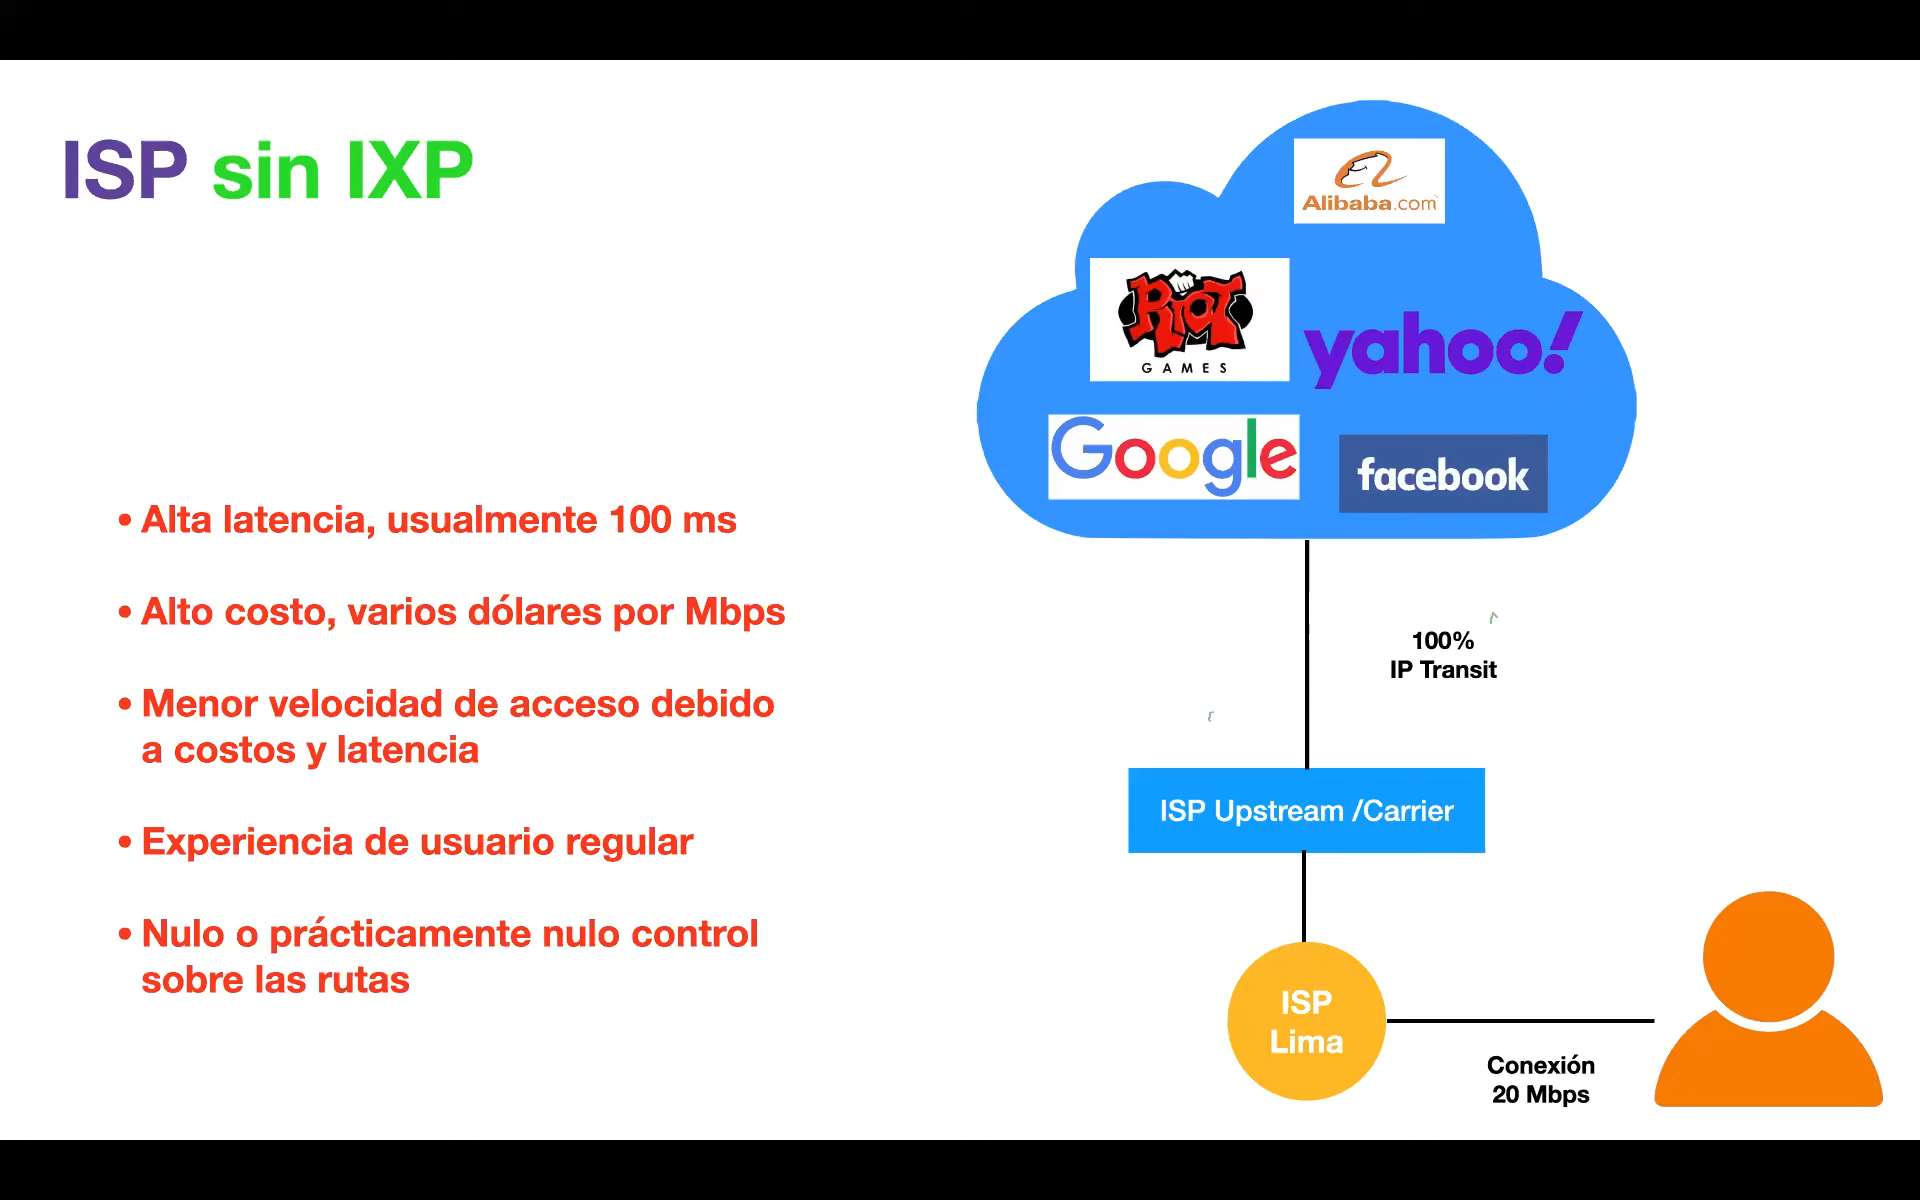 ISP sin IXP
• Alta latencia, usualmente 100 ms
• Alto costo, varios dólares por Mbps
• Menor velocidad de acceso debido
a costos y latencia
• Experiencia de usuario regular
• Nulo o prácticamente nulo control
sobre las rutas
Alibaba.com
RIOT
GAMES
yahoo!
Google
facebook
100%
IP Transit
ISP Upstream /Carrier
ISP
Lima
Conexión
20 Mbps